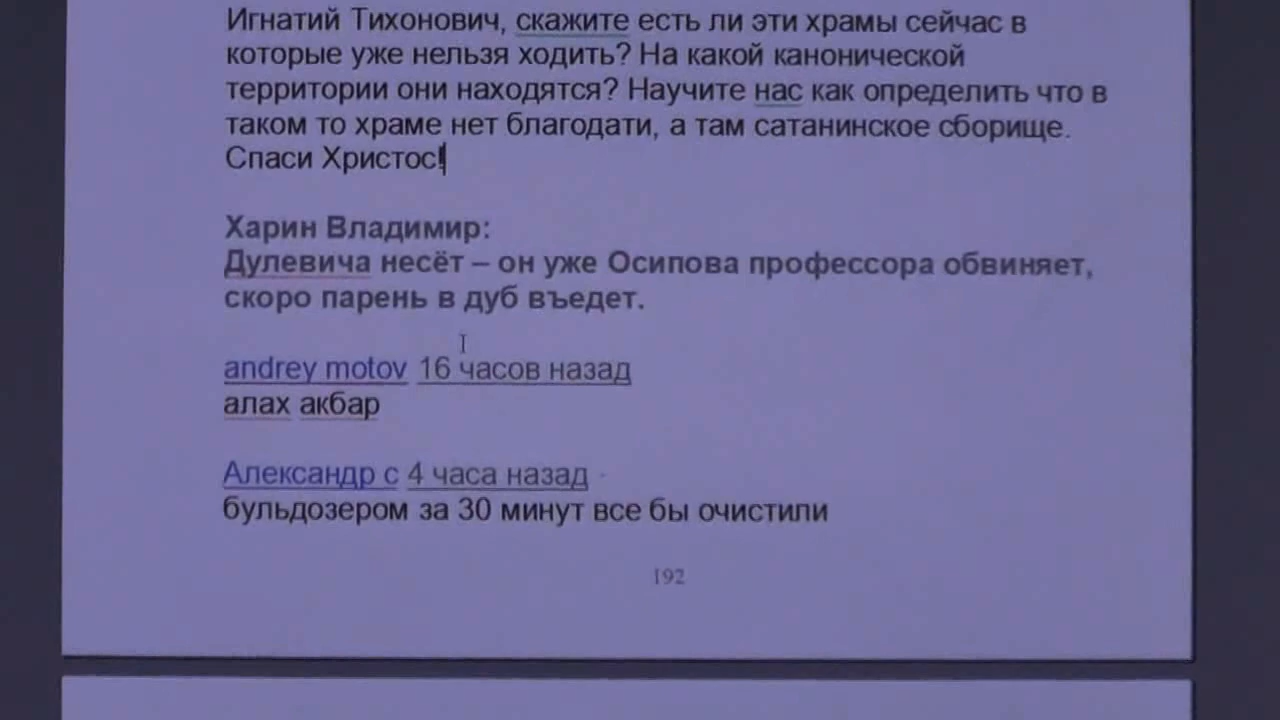 Игнатий Тихонович, скажите есть ли эти храмы сейчас в
которые уже нельзя ходить? На какой канонической
территории они находятся? Научите нас как определить что в
таком то храме нет благодати, а там сатанинское сборище.
Спаси Христос!
Харин Владимир:
Дулевича несёт – он уже Осипова профессора обвиняет,
скоро парень в дуб въедет.
andrey motov 16 часов назад
алах акбар
Александр с 4 часа назад
бульдозером за 30 минут все бы очистили
192